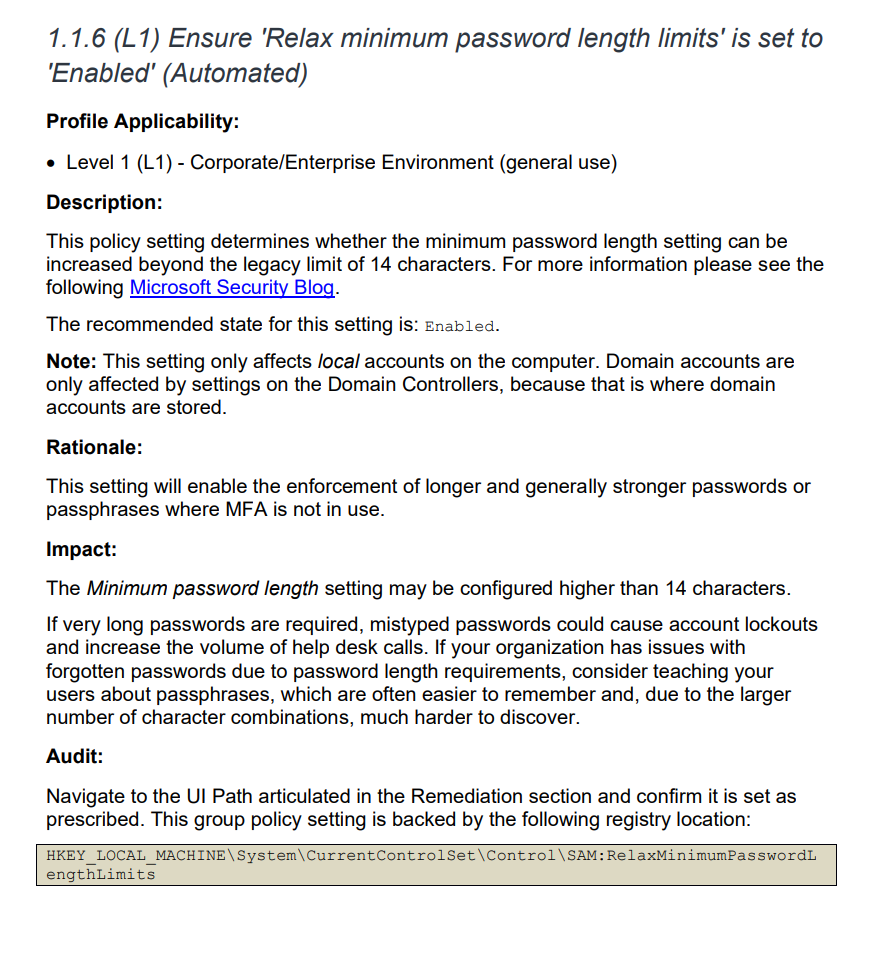 1.1.6 (L1) Ensure 'Relax minimum password length limits' is set to
'Enabled' (Automated)
Profile Applicability:
• Level 1 (L1) - Corporate/Enterprise Environment (general use)
Description:
This policy setting determines whether the minimum password length setting can be
increased beyond the legacy limit of 14 characters. For more information please see the
following Microsoft Security Blog.
The recommended state for this setting is: Enabled.
Note: This setting only affects local accounts on the computer. Domain accounts are
only affected by settings on the Domain Controllers, because that is where domain
accounts are stored.
Rationale:
This setting will enable the enforcement of longer and generally stronger passwords or
passphrases where MFA is not in use.
Impact:
The Minimum password length setting may be configured higher than 14 characters.
If very long passwords are required, mistyped passwords could cause account lockouts
and increase the volume of help desk calls. If your organization has issues with
forgotten passwords due to password length requirements, consider teaching your
users about passphrases, which are often easier to remember and, due to the larger
number of character combinations, much harder to discover.
Audit:
Navigate to the UI Path articulated in the Remediation section and confirm it is set as
prescribed. This group policy setting is backed by the following registry location:
HKEY_LOCAL_MACHINE\System\CurrentControlSet\Control\SAM:RelaxMinimumPasswordL
engthLimits